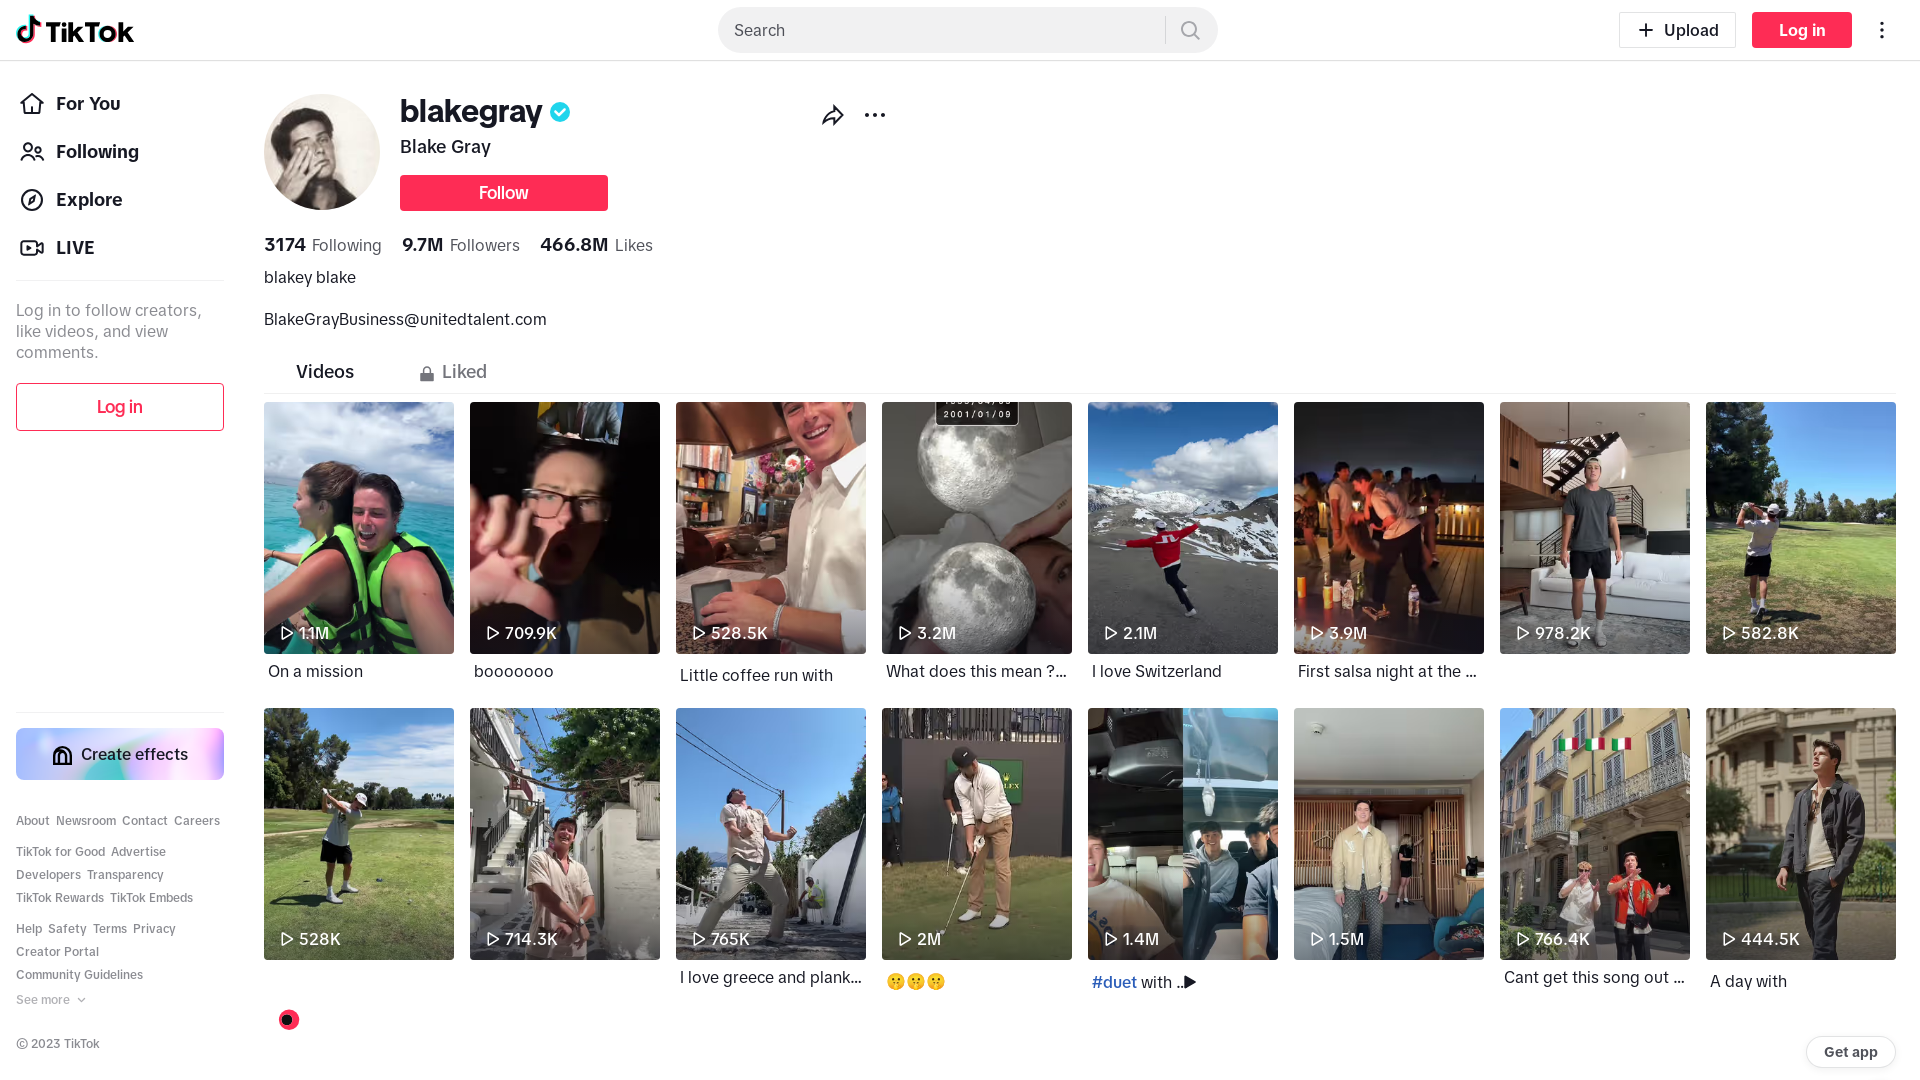 TikTok
Search
Upload
Log in
For You
Following
Explore
LIVE
Log in to follow creators,
like videos, and view
comments.
Log in
Create effects
About Newsroom Contact Careers
TikTok for Good Advertise
Developers Transparency
TikTok Rewards TikTok Embeds
Help Safety Terms Privacy
Creator Portal
Community Guidelines
See more
© 2023 TikTok
blakegray
Blake Gray
Follow
3174 Following 9.7M Followers 466.8M Likes
blakey blake
BlakeGrayBusiness@unitedtalent.com
Videos Liked
2001/01/09
1.1M 709.9K 528.5K 3.2M 2.1M 3.9M 978.2K 582.8K
On a mission
booooooo
Little coffee run with
What does this mean ?...
I love Switzerland
First salsa night at the ...
528K 714.3K 765K 2M 1.4M 1.5M 766.4K 444.5K
I love greece and plank...
🤫🤫🤫
#duet with ...
Cant get this song out ...
A day with
Get app